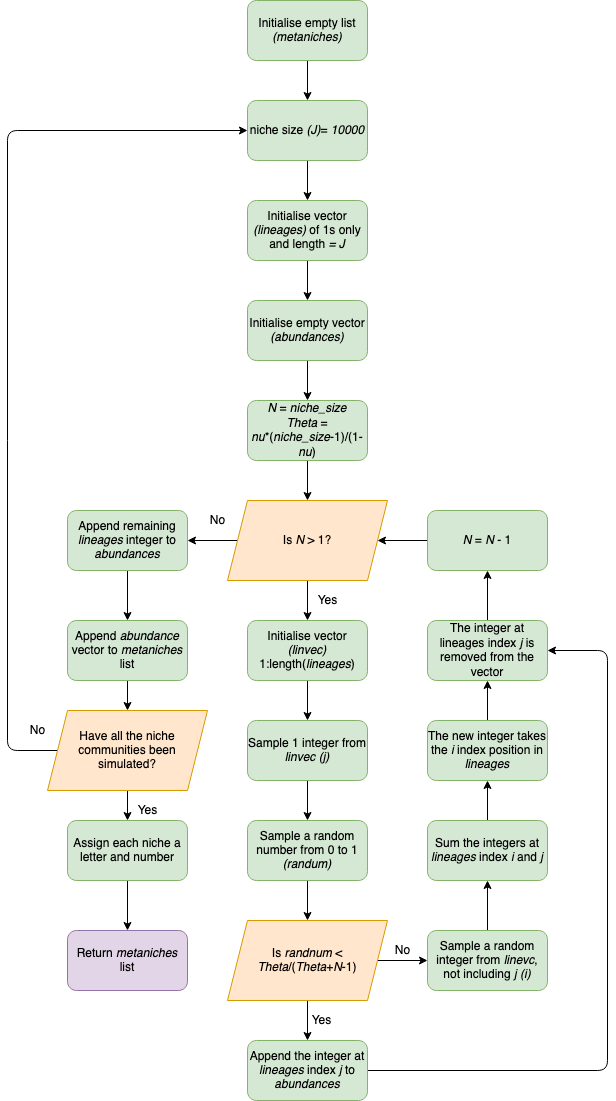 Initialise empty list
(metaniches)
niche size (J)= 10000
Initialise vector
(lineages) of 1s only
and length = J
Initialise empty vector
(abundances)
N = niche_size
Theta =
nu*(niche_size-1)/(1-
nu)
Is N > 1?
No
Yes
Append remaining
lineages integer to
abundances
Append abundance
vector to metaniches
list
Have all the niche
communities been
simulated?
No
Yes
Assign each niche a
letter and number
Return metaniches
list
Initialise vector
(linvec)
1:length(lineages)
Sample 1 integer from
linvec (j)
Sample a random
number from 0 to 1
(randum)
Is randnum <
Theta/(Theta+N-1)
No
Yes
Append the integer at
lineages index j to
abundances
Sample a random
integer from linevc,
not including j (i)
Sum the integers at
lineages index i and j
The new integer takes
the i index position in
lineages
The integer at
lineages index j is
removed from the
vector
N = N - 1